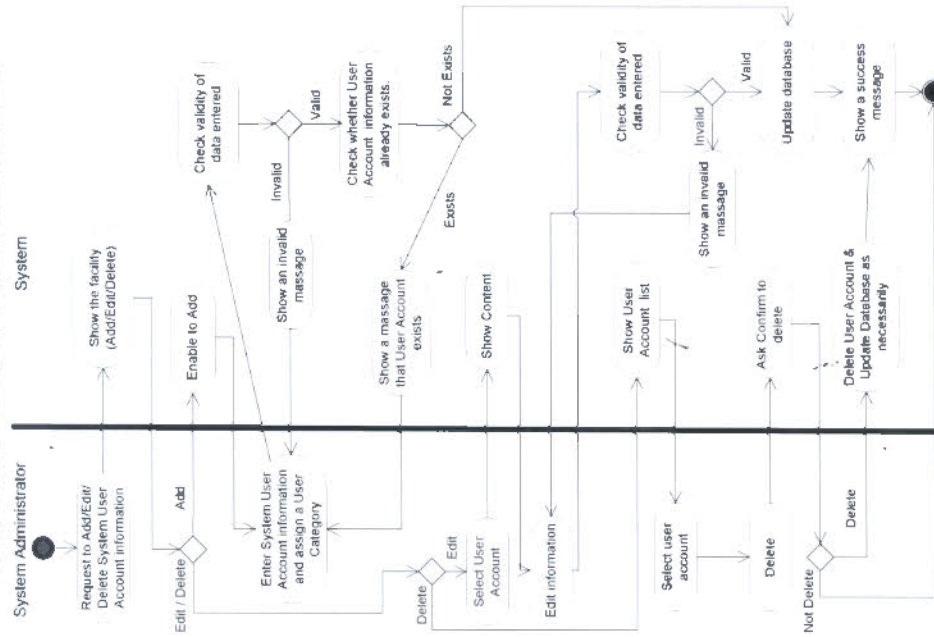 System Administrator
System
Request to Add/Edit/
Delete System User
Account information
Show the facility
(Add/Edit/Delete)
Edit / Delete
Add
Enable to Add
Enter System User
Account information
and assign a User
Category
Check validity of
data entered
Invalid
Valid
Show an invalid
massage
Check whether User
Account information
already exists.
Exists
Not Exists
Show a massage
that User Account
exists
Delete
Edit
Select User
Account
Show Content
Edit information
Check validity of
data entered
Invalid
Valid
Show an invalid
massage
Update database
Show User
Account list
Select user
account
Delete
Ask Confirm to
delete
Not Delete
Delete
Delete User Account &
Update Database as
necessarily
Show a success
message